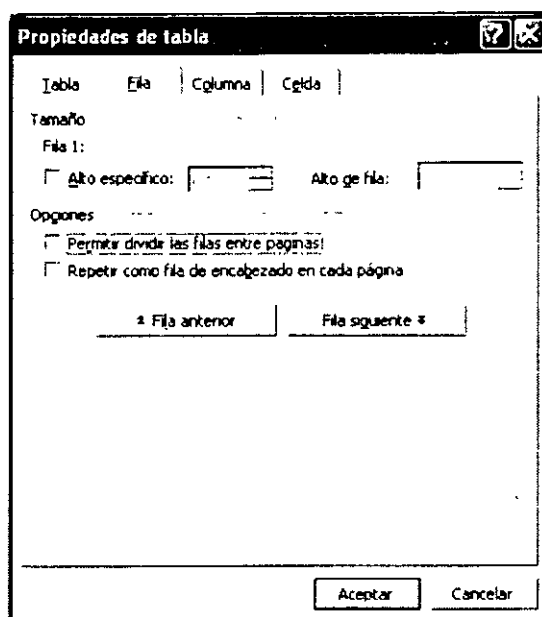 Propiedades de tabla
Tabla Fila Columna Celda
Tamaño
Fila 1:
Alto específico: Alto de fila:
Opciones
Permitir dividir las filas entre paginas
Repetir como fila de encabezado en cada página
Fila anterior Fila siguiente
Aceptar Cancelar